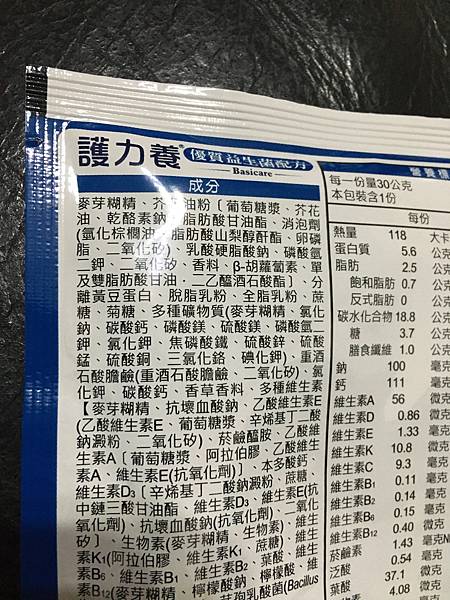 護力養® 優質益生菌配方
Basicare
成分
麥芽糊精、芥花油粉〔葡萄糖漿、芥花
油、乾酪素鈉、脂肪酸甘油酯、消泡劑
(氫化棕櫚油、脂肪酸山梨醇酐酯、卵磷
脂、二氧化矽)、乳酸硬脂酸鈉、磷酸氫
二鉀、二氧化矽、香料、β-胡蘿蔔素、單
及雙脂肪酸甘油．二乙醯酒石酸酯〕、分
離黃豆蛋白、脫脂乳粉、全脂乳粉、蔗
糖、菊糖、多種礦物質(麥芽糊精、氯化
鈉、碳酸鈣、磷酸鎂、硫酸鎂、磷酸氫二
鉀、氯化鉀、焦磷酸鐵、硫酸鋅、硫酸
錳、硫酸銅、三氯化鉻、碘化鉀)、重酒
石酸膽鹼(重酒石酸膽鹼、二氧化矽)、氯
化鉀、碳酸鈣、香草香料、多種維生素
【麥芽糊精、抗壞血酸鈉、乙酸維生素E
(乙酸維生素E、葡萄糖漿、辛烯基丁二酸
鈉澱粉、二氧化矽)、菸鹼醯胺、乙酸維
生素A〔葡萄糖漿、阿拉伯膠、乙酸維生
素A、維生素E(抗氧化劑)〕、本多酸鈣、
維生素D₃〔辛烯基丁二酸鈉澱粉、蔗糖、
中鏈三酸甘油酯、維生素D₃、維生素E(抗
氧化劑)、抗壞血酸鈉(抗氧化劑)、二氧化
矽〕、生物素(麥芽糊精、生物素)、維生
素K₁(阿拉伯膠、維生素K₁、蔗糖)、維生
素B₆、維生素B₁、維生素B₂、葉酸、維生
素B₁₂(麥芽糊精、檸檬酸鈉、檸檬酸、維
芽孢乳酸菌(Bacillus
營養標
每一份量30公克
本包裝含1份
每份
熱量 118 大卡
蛋白質 5.6 公克
脂肪 2.5 公克
飽和脂肪 0.7 公克
反式脂肪 0 公克
碳水化合物 18.8 公克
糖 3.7 公克
膳食纖維 1.0 公克
鈉 100 毫克
鈣 111 毫克
維生素A 56 微克
維生素D 0.86 微克
維生素E 1.33 毫克
維生素K 10.8 微克
維生素C 9.3 毫克
維生素B₁ 0.11 毫克
維生素B₂ 0.14 毫克
維生素B₆ 0.15 毫克
維生素B₁₂ 0.40 微克
菸鹼素 1.43 毫克N
泛酸 0.54 毫克
葉酸 37.1 微克
生物素 4.08 微克